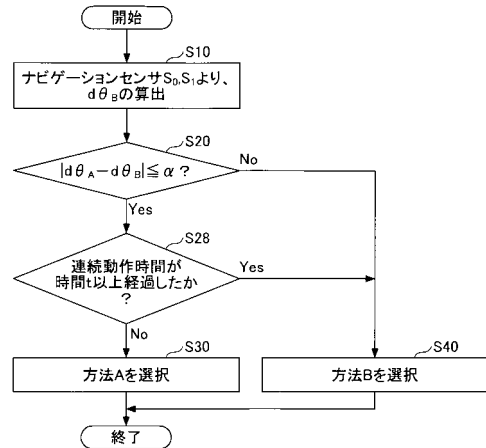 開始
S10
ナビゲーションセンサS₀,S₁より、
dθ_Bの算出
S20
|dθ_A−dθ_B|≦α?
No
Yes
S28
連続動作時間が
時間t以上経過したか
?
Yes
No
S30
方法Aを選択
S40
方法Bを選択
終了